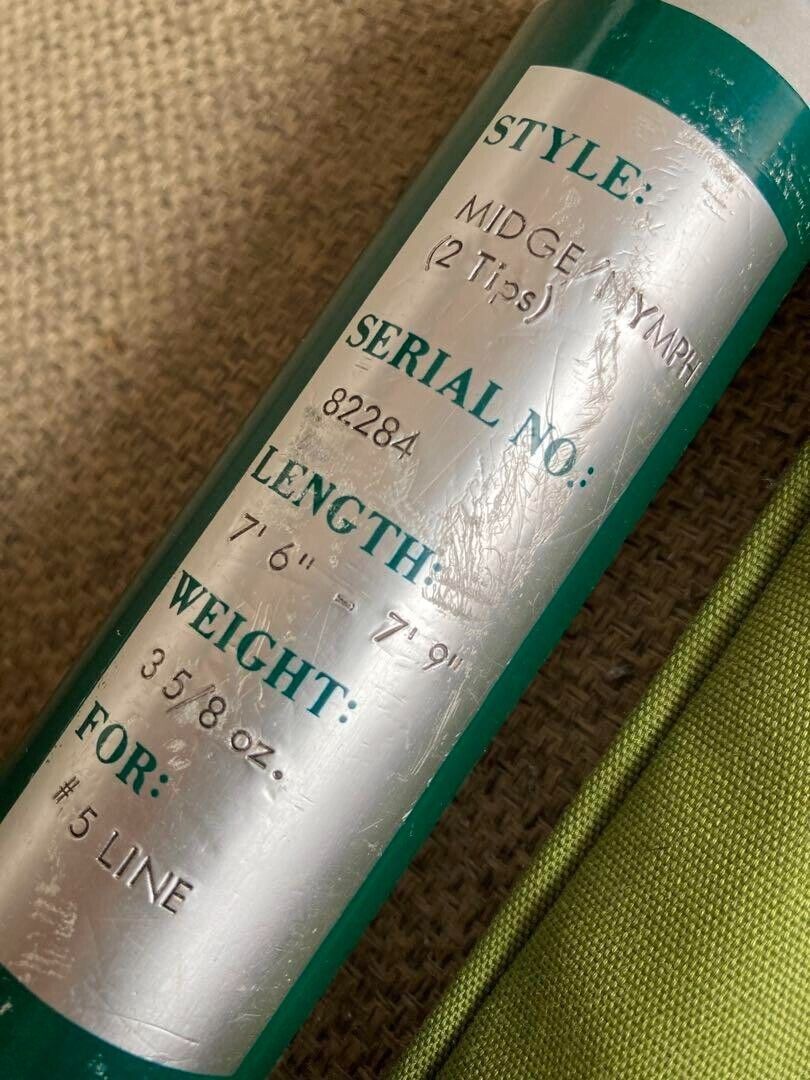 STYLE:
MIDGE/NYMPH
(2 Tips)
SERIAL NO.:
82284
LENGTH:
7'6" - 7'9"
WEIGHT:
3 5/8 oz.
FOR:
#5 LINE